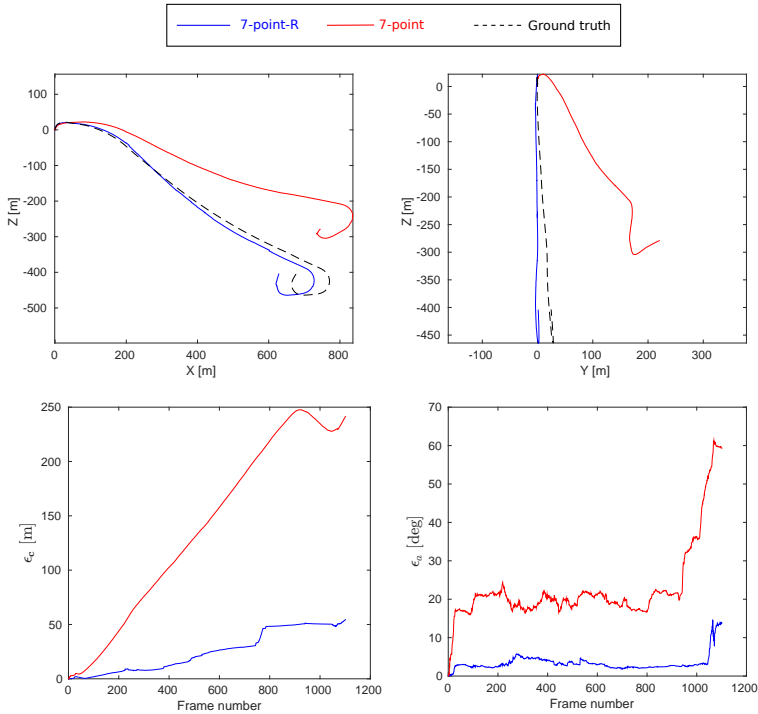 7-point-R 7-point Ground truth
100
0
-100
-200
-300
-400
-500
Z [m]
0 200 400 600 800
X [m]
0
-50
-100
-150
-200
-250
-300
-350
-400
-450
Z [m]
-100 0 100 200 300
Y [m]
250
200
150
100
50
0
ϵc [m]
0 200 400 600 800 1000 1200
Frame number
70
60
50
40
30
20
10
0
ϵa [deg]
0 200 400 600 800 1000 1200
Frame number